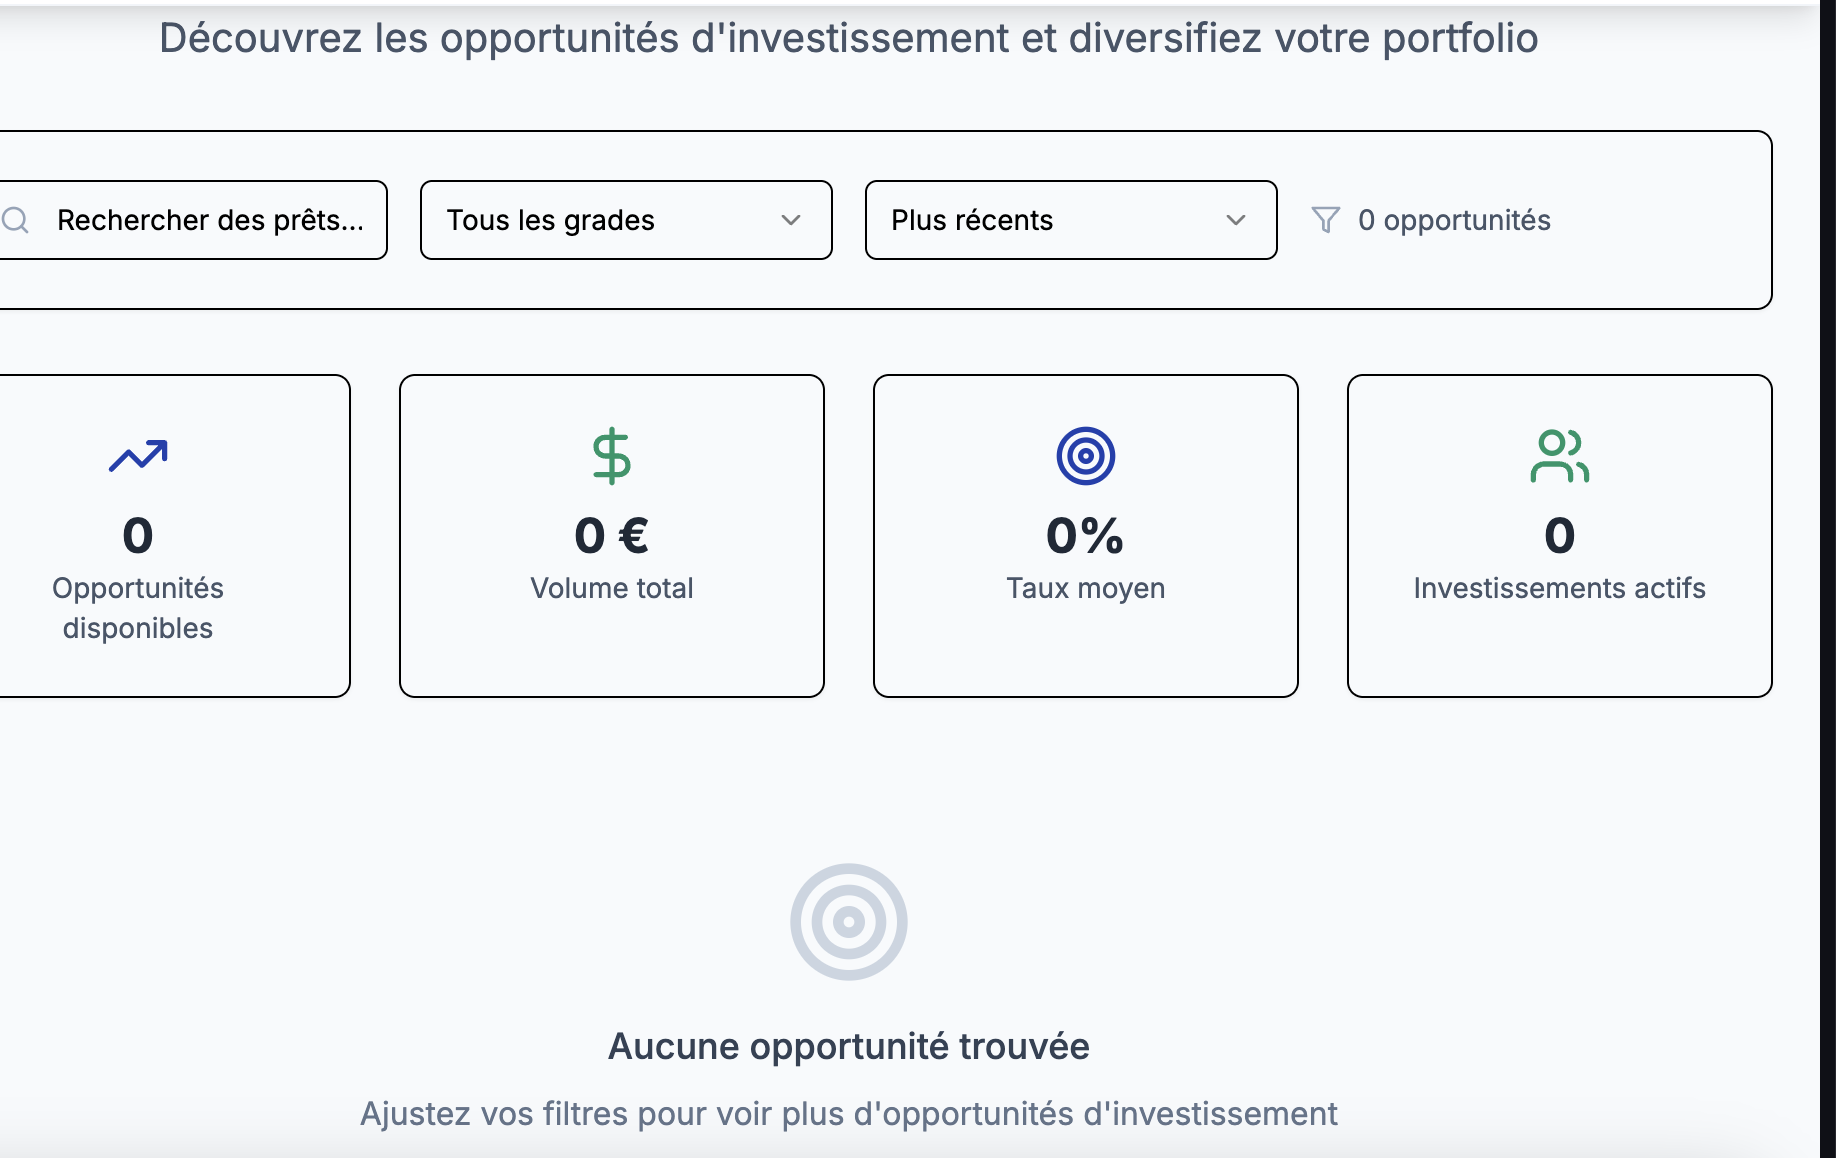 Découvrez les opportunités d'investissement et diversifiez votre portfolio
Rechercher des prêts...
Tous les grades
Plus récents
0 opportunités
0
Opportunités
disponibles
0 €
Volume total
0%
Taux moyen
0
Investissements actifs
Aucune opportunité trouvée
Ajustez vos filtres pour voir plus d'opportunités d'investissement